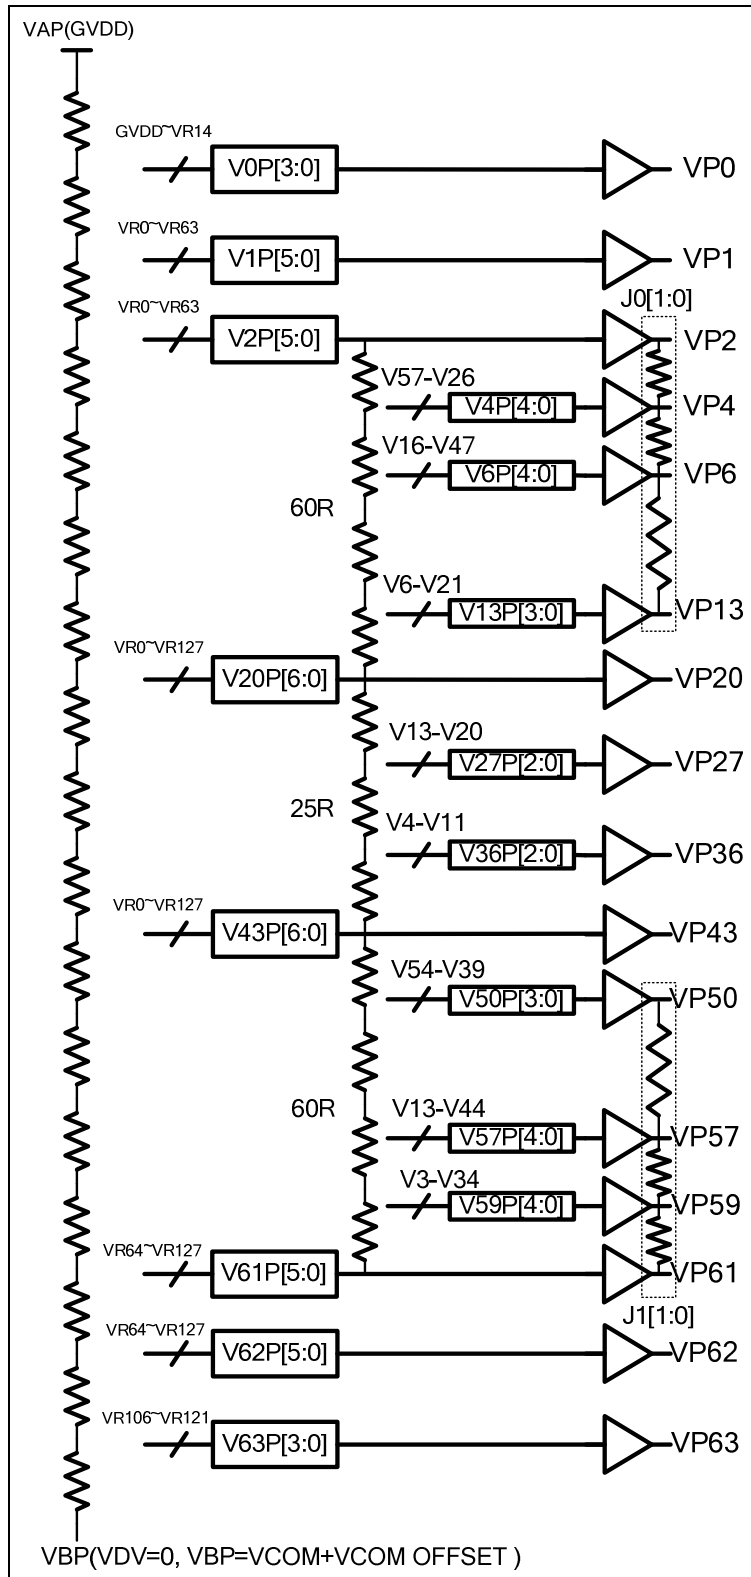 VAP(GVDD)
GVDD~VR14
V0P[3:0]
VP0
VR0~VR63
V1P[5:0]
VP1
J0[1:0]
VR0~VR63
V2P[5:0]
VP2
V57-V26
V4P[4:0]
VP4
V16-V47
V6P[4:0]
VP6
60R
V6-V21
V13P[3:0]
VP13
VR0~VR127
V20P[6:0]
VP20
V13-V20
V27P[2:0]
VP27
25R
V4-V11
V36P[2:0]
VP36
VR0~VR127
V43P[6:0]
VP43
V54-V39
V50P[3:0]
VP50
60R
V13-V44
V57P[4:0]
VP57
V3-V34
V59P[4:0]
VP59
VR64~VR127
V61P[5:0]
VP61
J1[1:0]
VR64~VR127
V62P[5:0]
VP62
VR106~VR121
V63P[3:0]
VP63
VBP(VDV=0, VBP=VCOM+VCOM OFFSET )